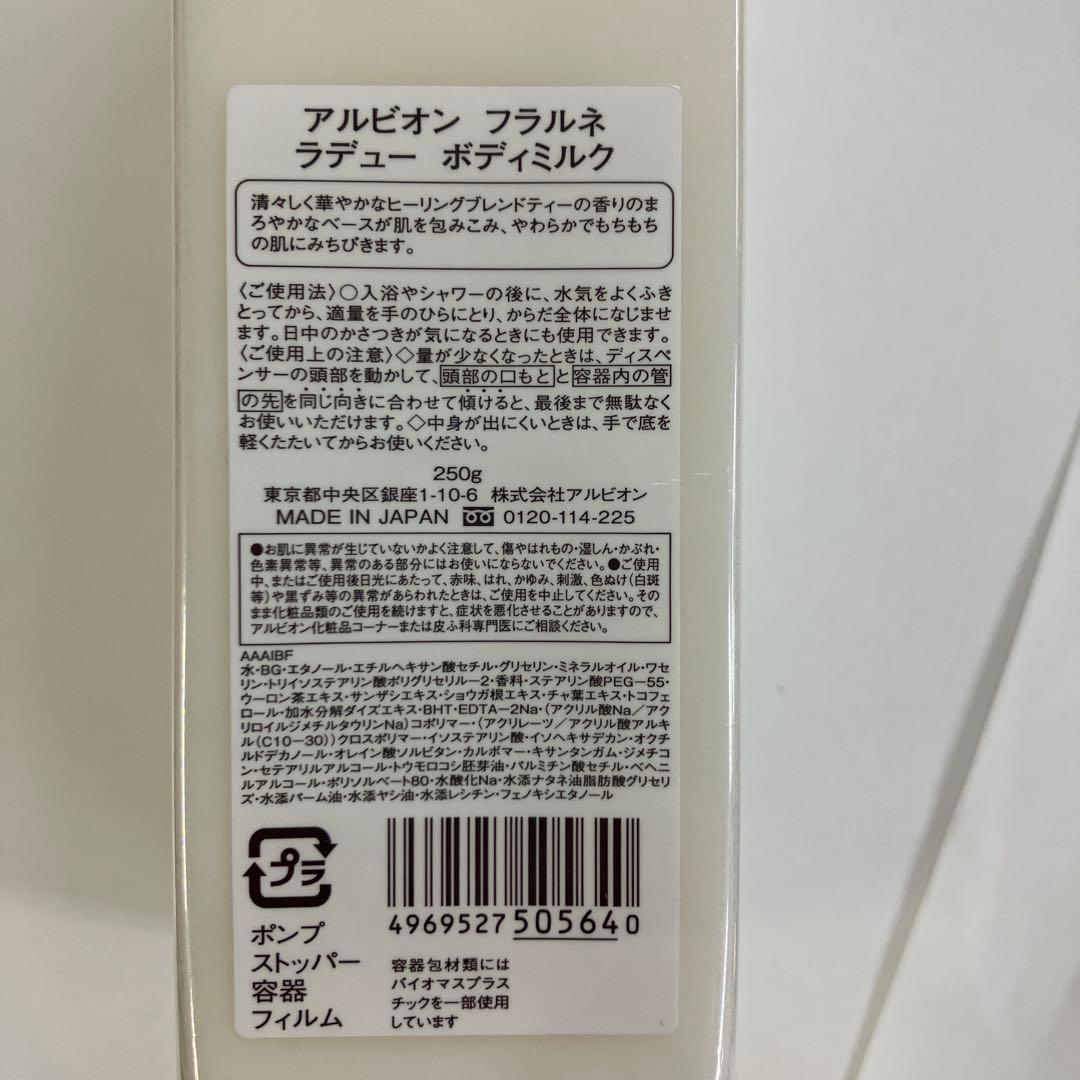 アルビオン フラルネ
ラデュー ボディミルク
清々しく華やかなヒーリングブレンドティーの香りのま
ろやかなベースが肌を包みこみ、やわらかでもちもち
の肌にみちびきます。
〈ご使用法〉○入浴やシャワーの後に、水気をよくふき
とってから、適量を手のひらにとり、からだ全体になじませ
ます。日中のかさつきが気になるときにも使用できます。
〈ご使用上の注意〉◇量が少なくなったときは、ディスペ
ンサーの頭部を動かして、頭部の口もとと容器内の管
の先を同じ向きに合わせて傾けると、最後まで無駄なく
お使いいただけます。◇中身が出にくいときは、手で底を
軽くたたいてからお使いください。
250g
東京都中央区銀座1-10-6 株式会社アルビオン
MADE IN JAPAN 0120-114-225
●お肌に異常が生じていないかよく注意して、傷やはれもの・湿しん・かぶれ・
色素異常等、異常のある部分にはお使いにならないでください。●ご使用
中、またはご使用後日光にあたって、赤味、はれ、かゆみ、刺激、色ぬけ(白斑
等)や黒ずみ等の異常があらわれたときは、ご使用を中止してください。その
まま化粧品類のご使用を続けますと、症状を悪化させることがありますので、
アルビオン化粧品コーナーまたは皮ふ科専門医にご相談ください。
AAAIBF
水・BG・エタノール・エチルヘキサン酸セチル・グリセリン・ミネラルオイル・ワセ
リン・トリイソステアリン酸ポリグリセリル－2・香料・ステアリン酸PEG－55・
ウーロン茶エキス・サンザシエキス・ショウガ根エキス・チャ葉エキス・トコフェ
ロール・加水分解ダイズエキス・BHT・EDTA－2Na・(アクリル酸Na／アク
リロイルジメチルタウリンNa)コポリマー・(アクリレーツ／アクリル酸アルキ
ル(C10－30))クロスポリマー・イソステアリン酸・イソヘキサデカン・オクチ
ルドデカノール・オレイン酸ソルビタン・カルボマー・キサンタンガム・ジメチコ
ン・セテアリルアルコール・トウモロコシ胚芽油・パルミチン酸セチル・ベヘニ
ルアルコール・ポリソルベート80・水酸化Na・水添ナタネ油脂肪酸グリセリ
ズ・水添パーム油・水添ヤシ油・水添レシチン・フェノキシエタノール
プラ
4969527505640
ポンプ
ストッパー
容器
フィルム
容器包材類には
バイオマスプラス
チックを一部使用
しています